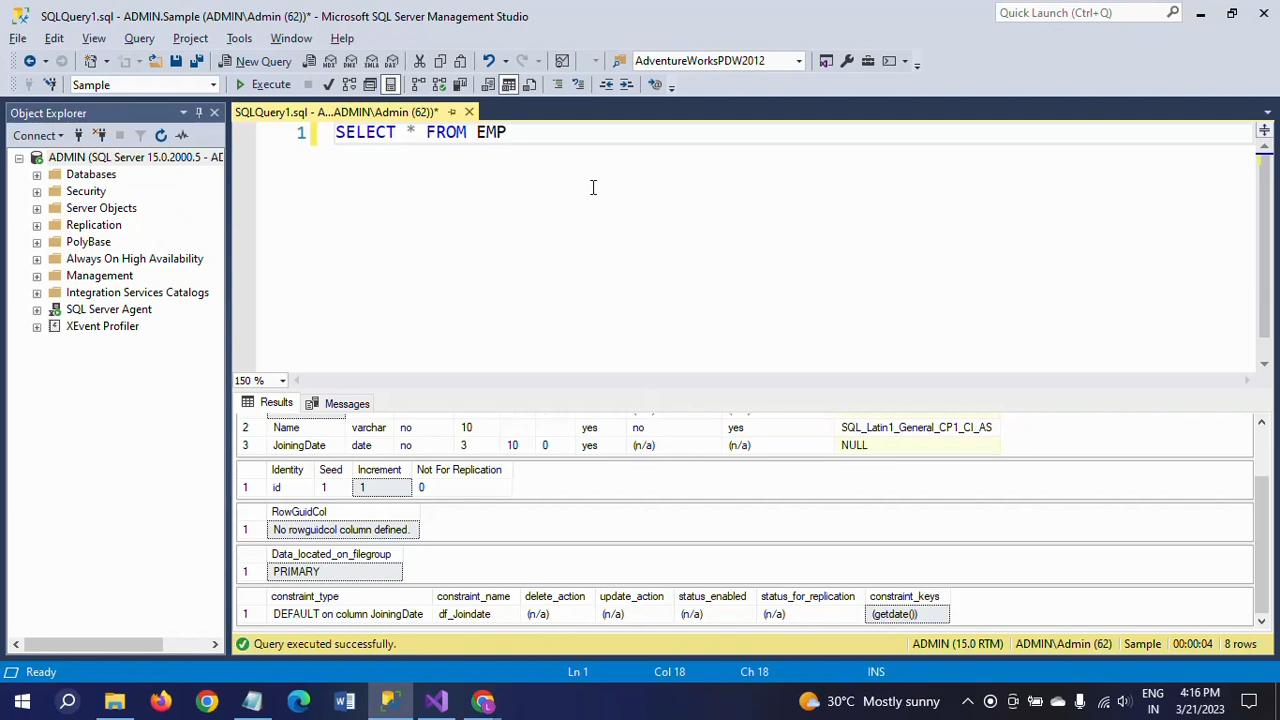 SQLQuery1.sql - ADMIN.Sample (ADMIN\Admin (62))* - Microsoft SQL Server Management Studio
Quick Launch (Ctrl+Q)
File Edit View Query Project Tools Window Help
New Query AdventureWorksPDW2012
Sample Execute
Object Explorer
SQLQuery1.sql - A...ADMIN\Admin (62))*
Connect
1 SELECT * FROM EMP
ADMIN (SQL Server 15.0.2000.5 - AD
Databases
Security
Server Objects
Replication
PolyBase
Always On High Availability
Management
Integration Services Catalogs
SQL Server Agent
XEvent Profiler
150 %
Results Messages
2 Name varchar no 10 yes no yes SQL_Latin1_General_CP1_CI_AS
3 JoiningDate date no 3 10 0 yes (n/a) (n/a) NULL
Identity Seed Increment Not For Replication
1 id 1 1 0
RowGuidCol
1 No rowguidcol column defined.
Data_located_on_filegroup
1 PRIMARY
constraint_type constraint_name delete_action update_action status_enabled status_for_replication constraint_keys
1 DEFAULT on column JoiningDate df_Joindate (n/a) (n/a) (n/a) (n/a) (getdate())
Query executed successfully. ADMIN (15.0 RTM) ADMIN\Admin (62) Sample 00:00:04 8 rows
Ready Ln 1 Col 18 Ch 18 INS
30°C Mostly sunny ENG IN 4:16 PM 3/21/2023